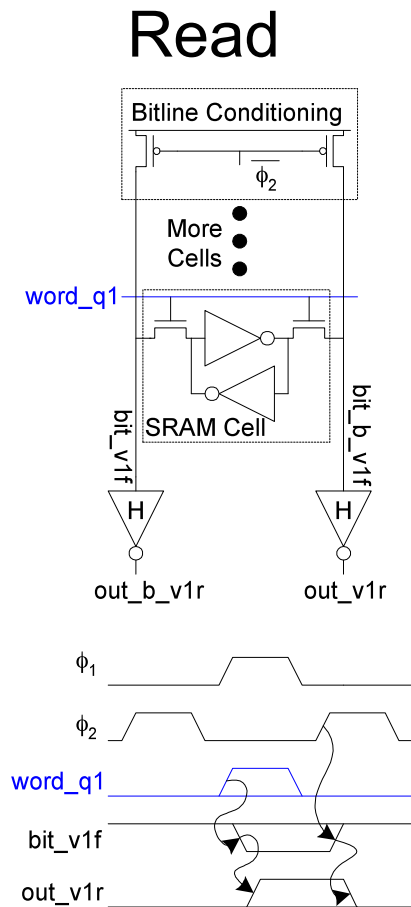 Read
Bitline Conditioning
φ2
More
Cells
word_q1
bit_v1f
bit_b_v1f
SRAM Cell
H
H
out_b_v1r
out_v1r
φ1
φ2
word_q1
bit_v1f
out_v1r